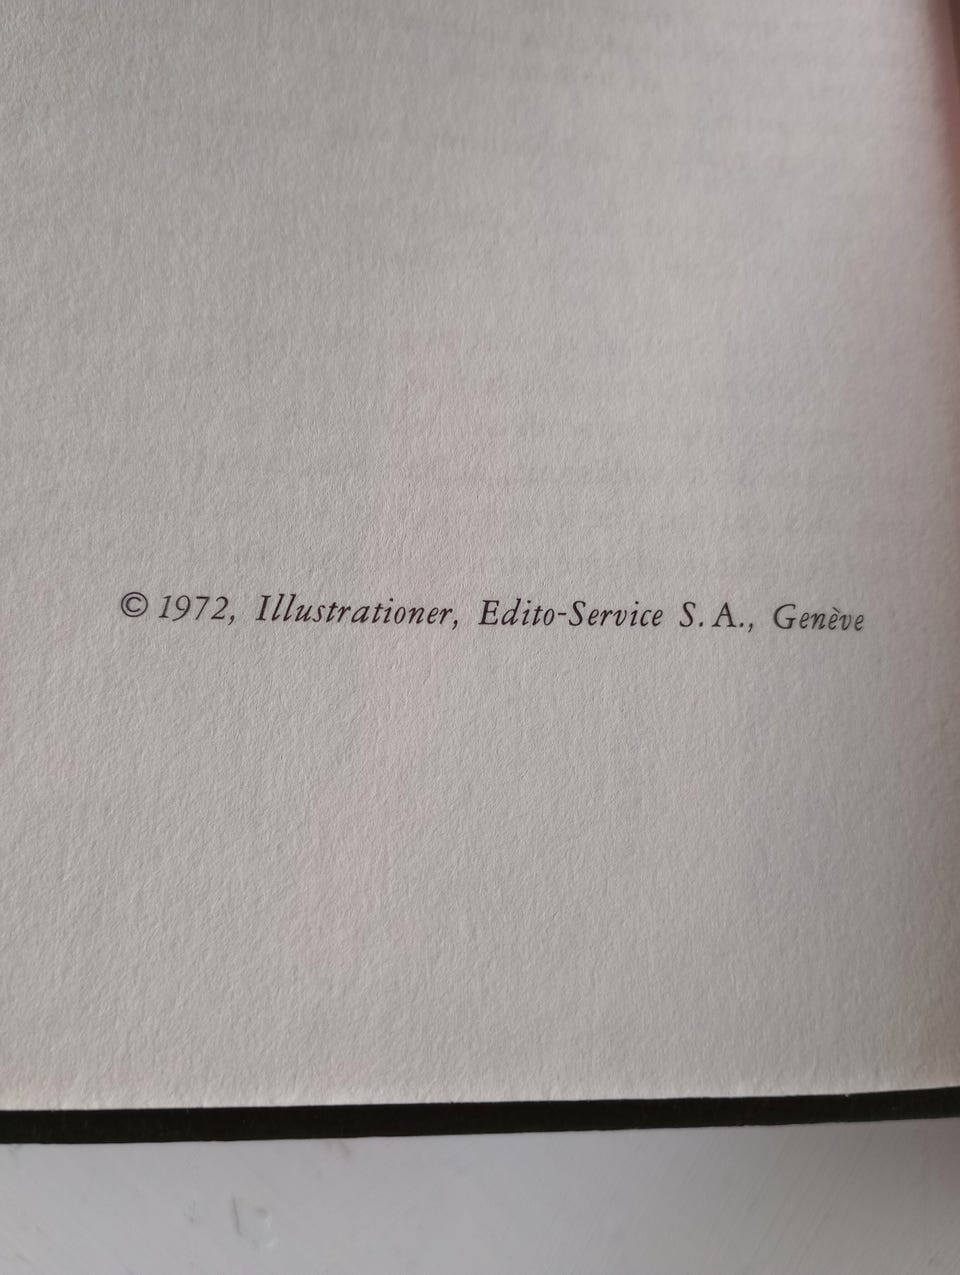 © 1972, Illustrationer, Edito-Service S. A., Genève